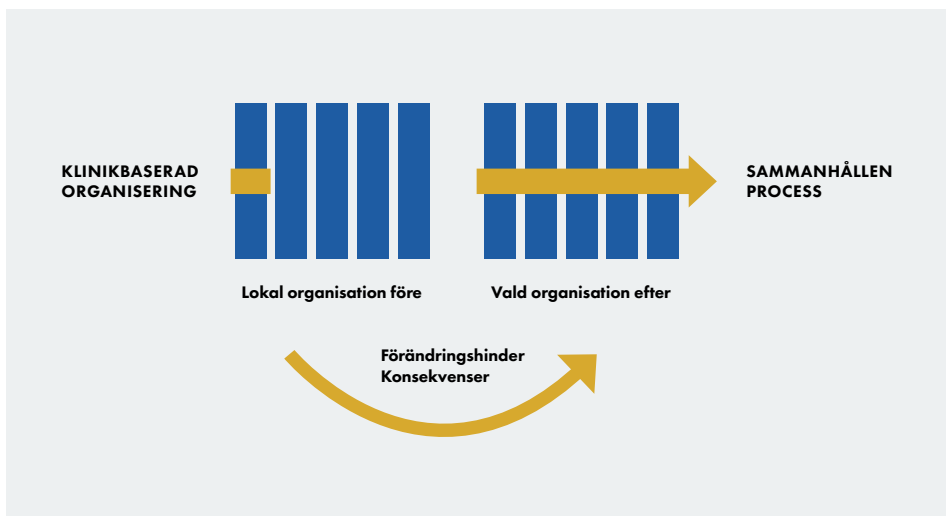 KLINIKBASERAD
ORGANISERING
SAMMANHÅLLEN
PROCESS
Lokal organisation före
Vald organisation efter
Förändringshinder
Konsekvenser